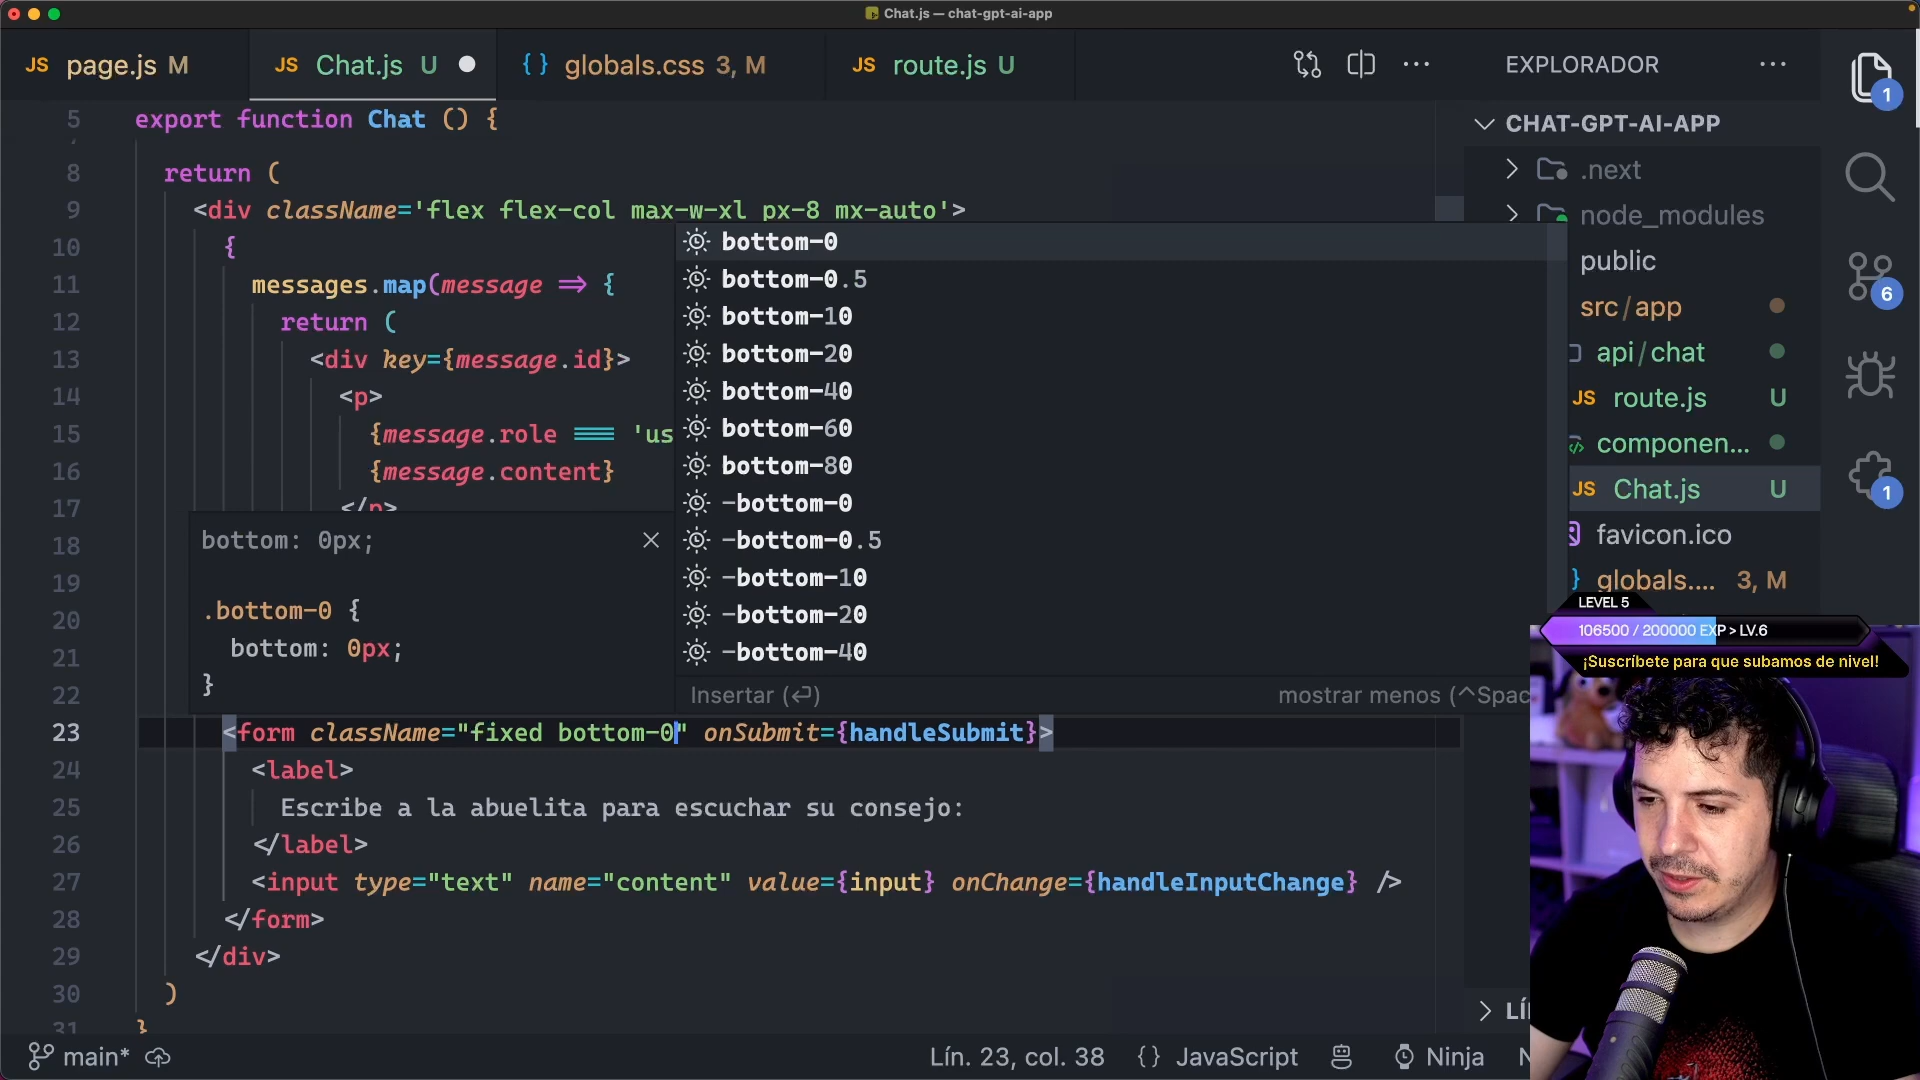 Chat.js — chat-gpt-ai-app
JS page.js M
JS Chat.js U
{} globals.css 3, M
JS route.js U
EXPLORADOR
5 export function Chat () {
8 return (
9 <div className='flex flex-col max-w-xl px-8 mx-auto'>
10 {
11 messages.map(message => {
12 return (
13 <div key={message.id}>
14 <p>
15 {message.role === 'us
16 {message.content}
17 </p>
18
19
20
21
22
23 <form className="fixed bottom-0" onSubmit={handleSubmit}>
24 <label>
25 Escribe a la abuelita para escuchar su consejo:
26 </label>
27 <input type="text" name="content" value={input} onChange={handleInputChange} />
28 </form>
29 </div>
30 )
31 }
bottom-0
bottom-0.5
bottom-10
bottom-20
bottom-40
bottom-60
bottom-80
-bottom-0
-bottom-0.5
-bottom-10
-bottom-20
-bottom-40
Insertar (⏎)
mostrar menos (^Spac
bottom: 0px;
.bottom-0 {
bottom: 0px;
}
CHAT-GPT-AI-APP
.next
node_modules
public
src/app
api/chat
JS route.js U
componen...
JS Chat.js U
favicon.ico
globals.... 3, M
1
6
1
LEVEL 5
106500 / 200000 EXP > LV.6
¡Suscríbete para que subamos de nivel!
LÍ
main*
Lín. 23, col. 38
{} JavaScript
Ninja